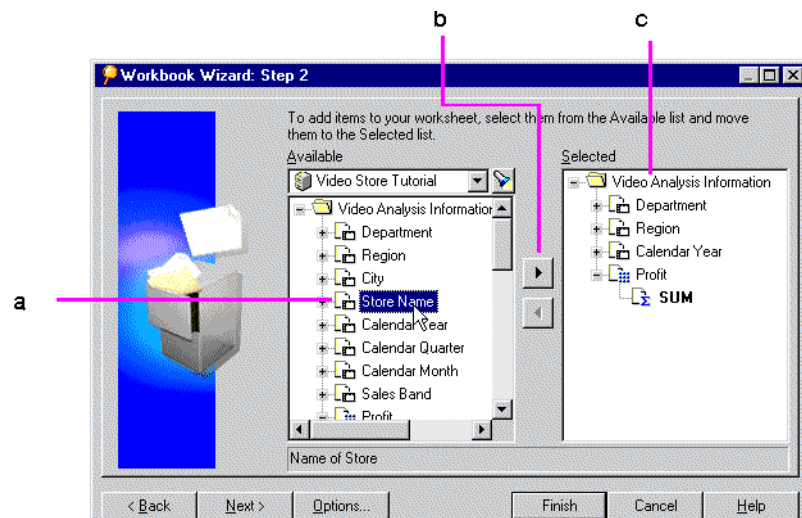 b c
Workbook Wizard: Step 2
To add items to your worksheet, select them from the Available list and move
them to the Selected list.
Available
Selected
Video Store Tutorial
Video Analysis Information
Department
Region
City
a
Store Name
Calendar Year
Calendar Quarter
Calendar Month
Sales Band
Profit
Video Analysis Information
Department
Region
Calendar Year
Profit
SUM
Name of Store
< Back Next > Options... Finish Cancel Help